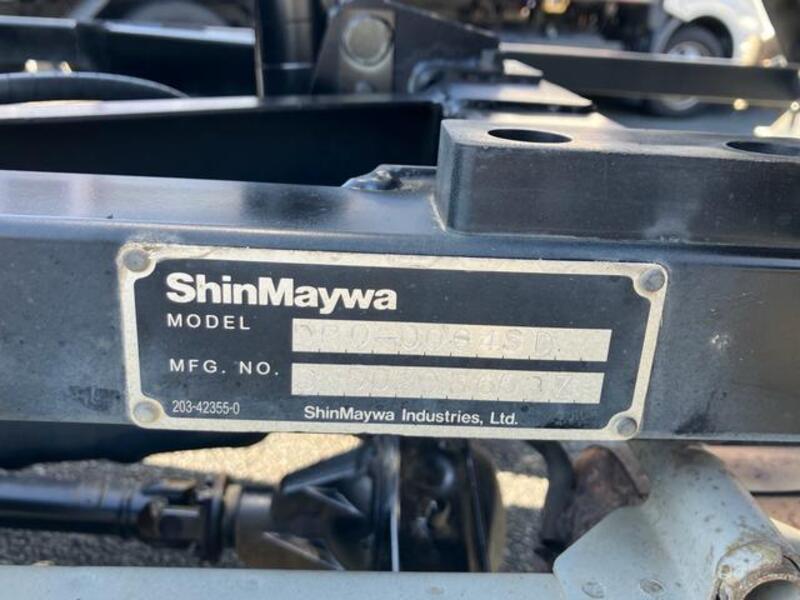 ShinMaywa
MODEL
MFG. NO.
203-42355-0
ShinMaywa Industries, Ltd.